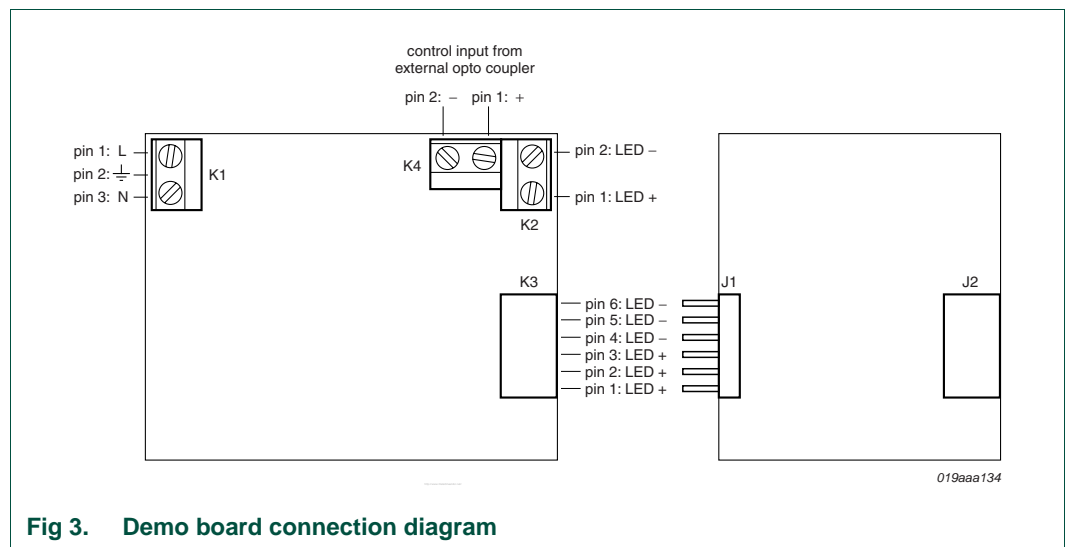 control input from
external opto coupler
pin 2: −   pin 1: +
pin 1: L
pin 2: ⏚
pin 3: N
K1
K4
pin 2: LED −
pin 1: LED +
K2
K3
pin 6: LED −
pin 5: LED −
pin 4: LED −
pin 3: LED +
pin 2: LED +
pin 1: LED +
J1
J2
019aaa134
Fig 3. Demo board connection diagram